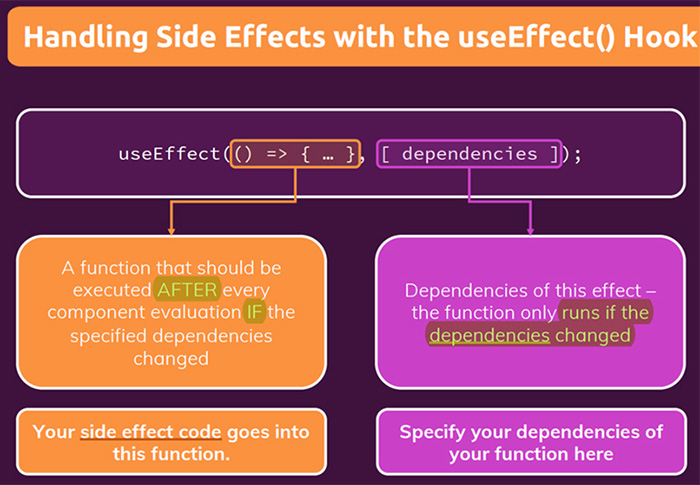 Handling Side Effects with the useEffect() Hook
useEffect(() => { … }, [ dependencies ]);
A function that should be
executed AFTER every
component evaluation IF the
specified dependencies
changed
Dependencies of this effect –
the function only runs if the
dependencies changed
Your side effect code goes into
this function.
Specify your dependencies of
your function here